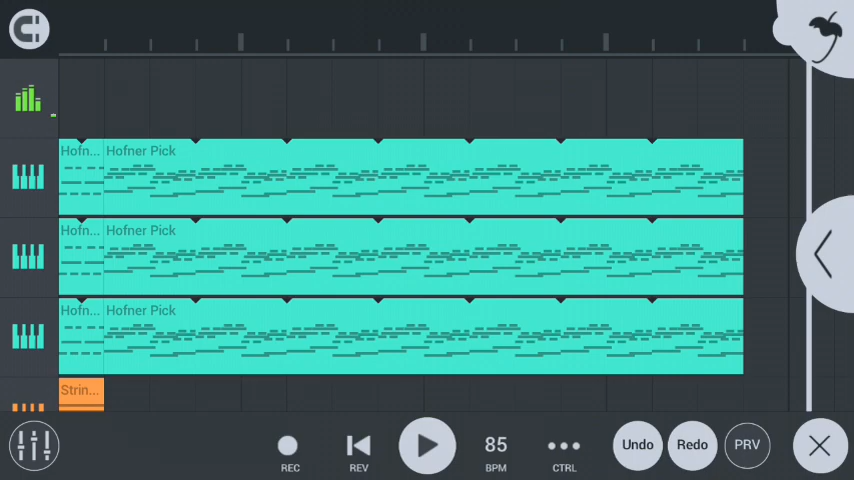 Hofn... Hofner Pick
Hofn... Hofner Pick
Hofn... Hofner Pick
Strin...
REC
REV
85
BPM
CTRL
Undo
Redo
PRV